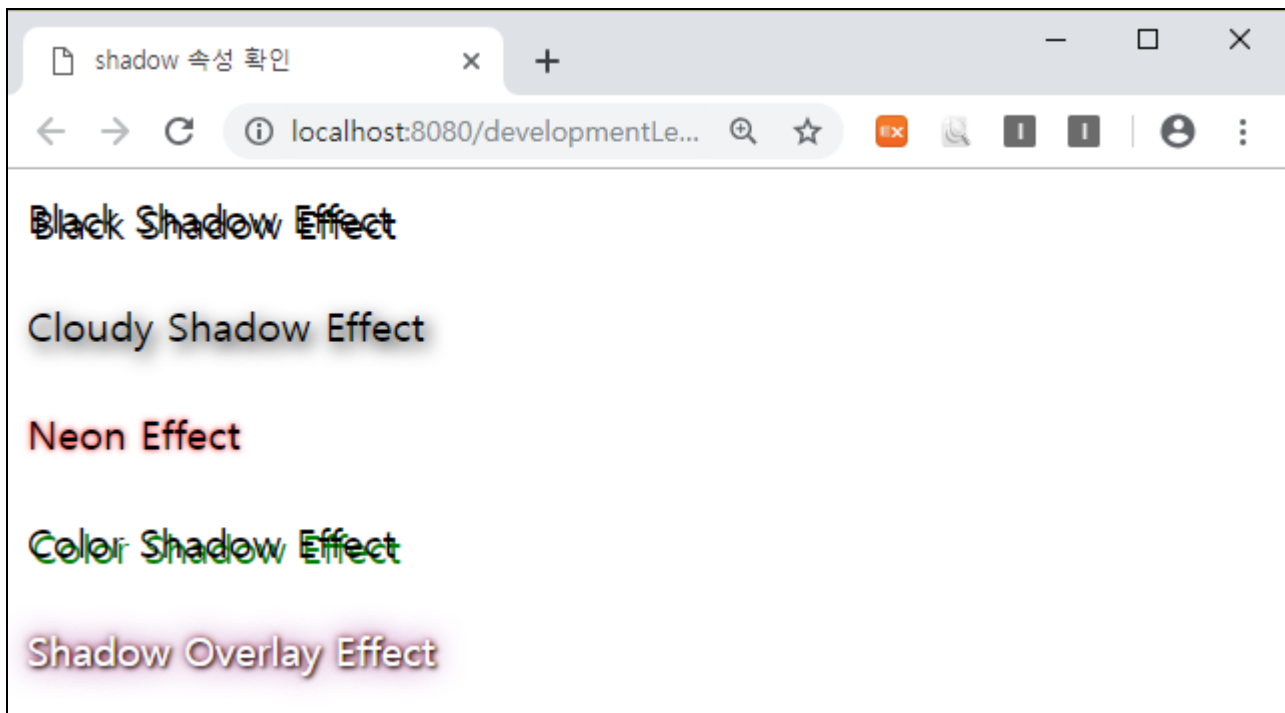 shadow 속성 확인
localhost:8080/developmentLe...
Black Shadow Effect
Cloudy Shadow Effect
Neon Effect
Color Shadow Effect
Shadow Overlay Effect